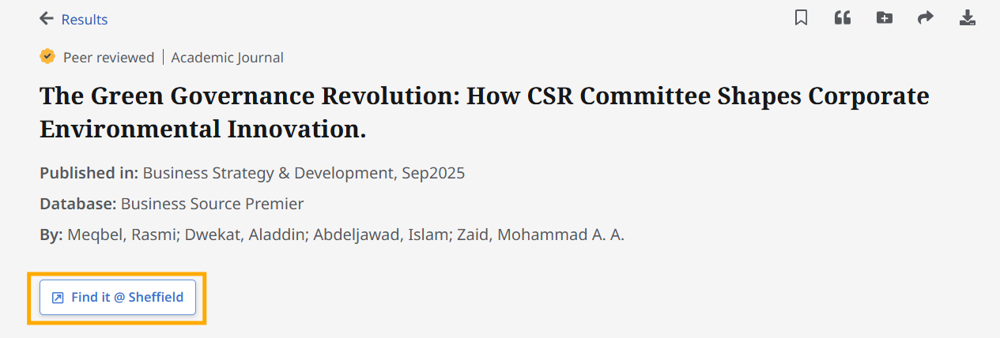 Results
Peer reviewed | Academic Journal
The Green Governance Revolution: How CSR Committee Shapes Corporate
Environmental Innovation.
Published in: Business Strategy & Development, Sep2025
Database: Business Source Premier
By: Meqbel, Rasmi; Dwekat, Aladdin; Abdeljawad, Islam; Zaid, Mohammad A. A.
Find it @ Sheffield